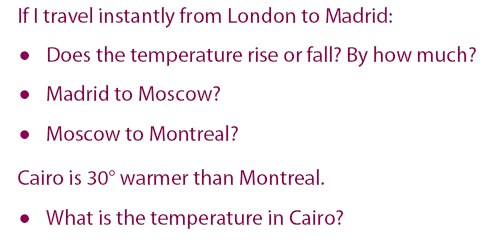 If I travel instantly from London to Madrid:
● Does the temperature rise or fall? By how much?
● Madrid to Moscow?
● Moscow to Montreal?
Cairo is 30° warmer than Montreal.
● What is the temperature in Cairo?